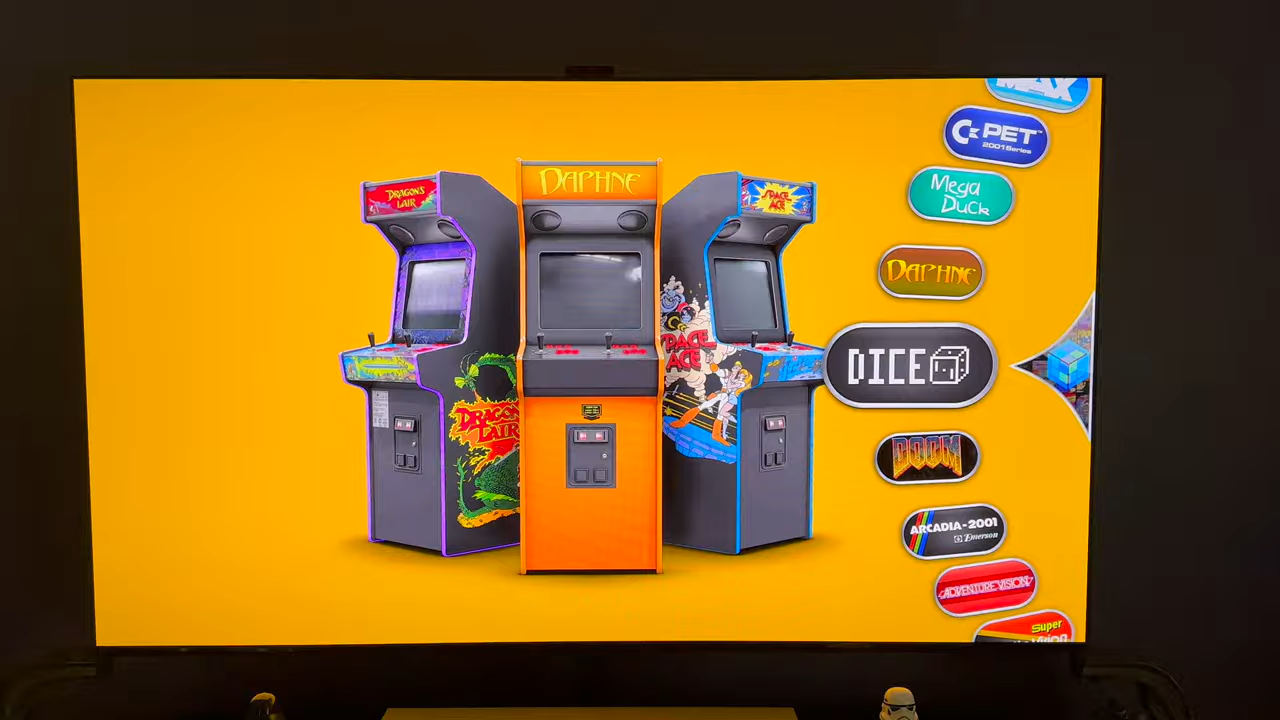 MAX
PET
2001 Series
Mega
Duck
DAPHNE
DICE
DOOM
ARCADIA-2001
Emerson
ADVENTURE VISION
Super
DRAGON'S
LAIR
DAPHNE
SPACE
ACE
DRAGON'S
LAIR
SPACE
ACE